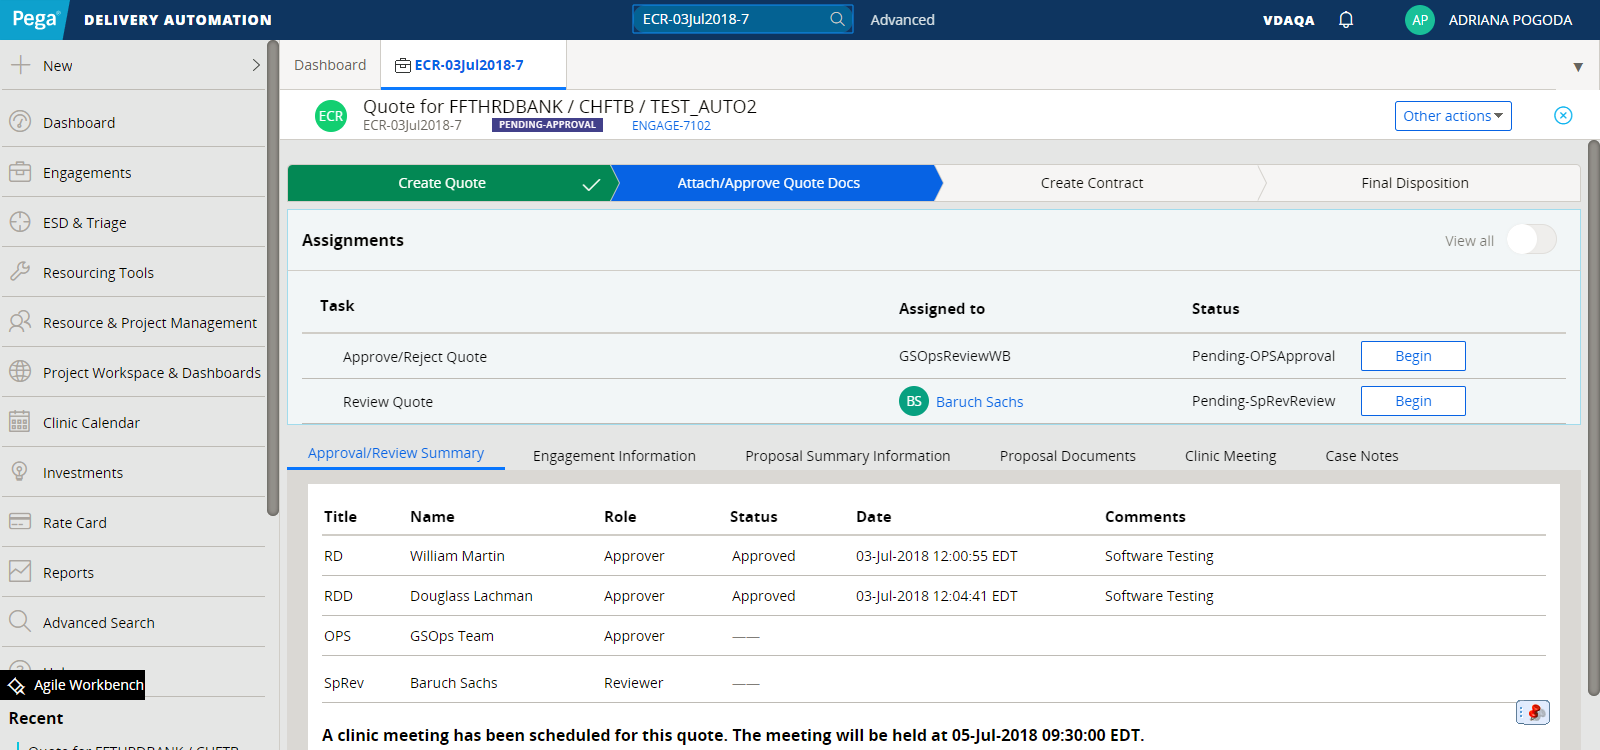 Pega DELIVERY AUTOMATION ECR-03Jul2018-7 Advanced VDAQA AP ADRIANA POGODA
New
Dashboard
Engagements
ESD & Triage
Resourcing Tools
Resource & Project Management
Project Workspace & Dashboards
Clinic Calendar
Investments
Rate Card
Reports
Advanced Search
Agile Workbench
Recent
Quote for FFTHRDBANK / CHFTB
Dashboard ECR-03Jul2018-7
ECR Quote for FFTHRDBANK / CHFTB / TEST_AUTO2
ECR-03Jul2018-7 PENDING-APPROVAL ENGAGE-7102
Other actions
Create Quote Attach/Approve Quote Docs Create Contract Final Disposition
Assignments View all
Task Assigned to Status
Approve/Reject Quote GSOpsReviewWB Pending-OPSApproval Begin
Review Quote BS Baruch Sachs Pending-SpRevReview Begin
Approval/Review Summary Engagement Information Proposal Summary Information Proposal Documents Clinic Meeting Case Notes
Title Name Role Status Date Comments
RD William Martin Approver Approved 03-Jul-2018 12:00:55 EDT Software Testing
RDD Douglass Lachman Approver Approved 03-Jul-2018 12:04:41 EDT Software Testing
OPS GSOps Team Approver ——
SpRev Baruch Sachs Reviewer ——
A clinic meeting has been scheduled for this quote. The meeting will be held at 05-Jul-2018 09:30:00 EDT.